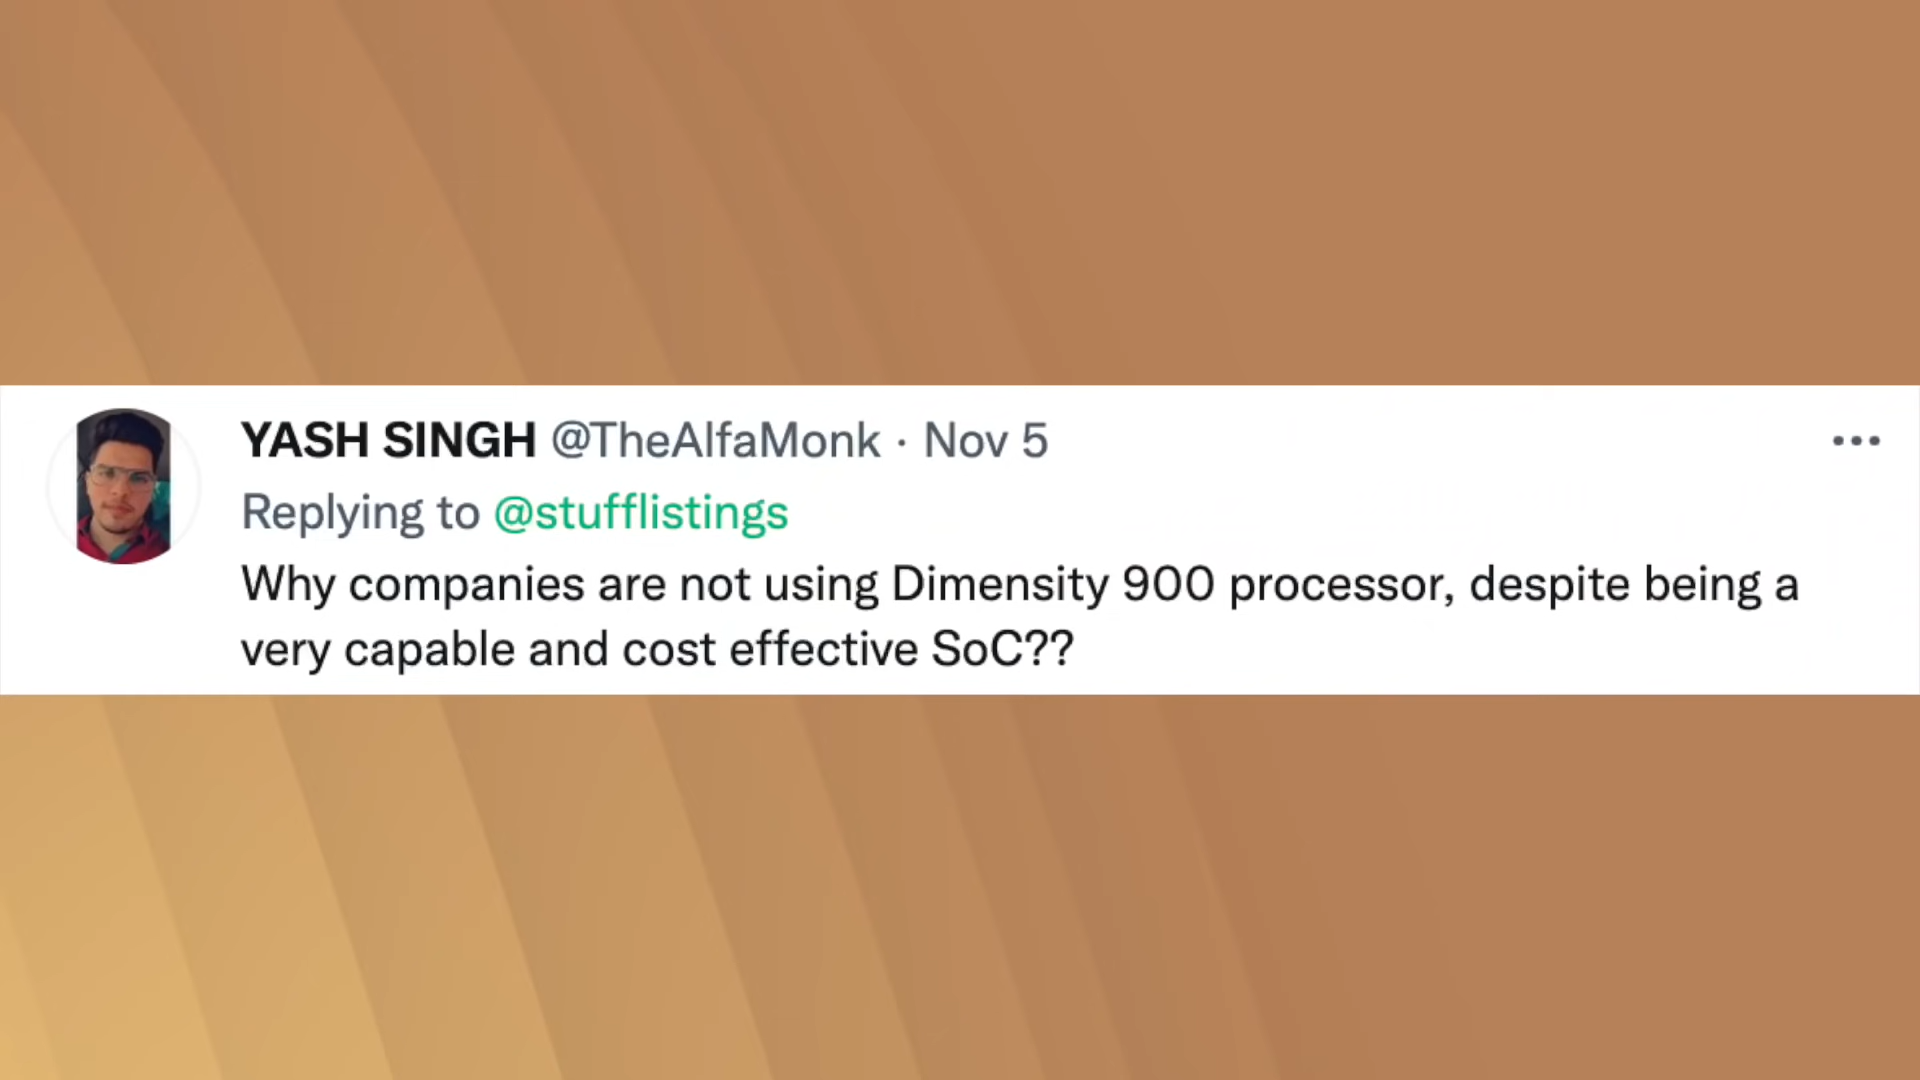 YASH SINGH @TheAlfaMonk · Nov 5
Replying to @stufflistings
Why companies are not using Dimensity 900 processor, despite being a
very capable and cost effective SoC??